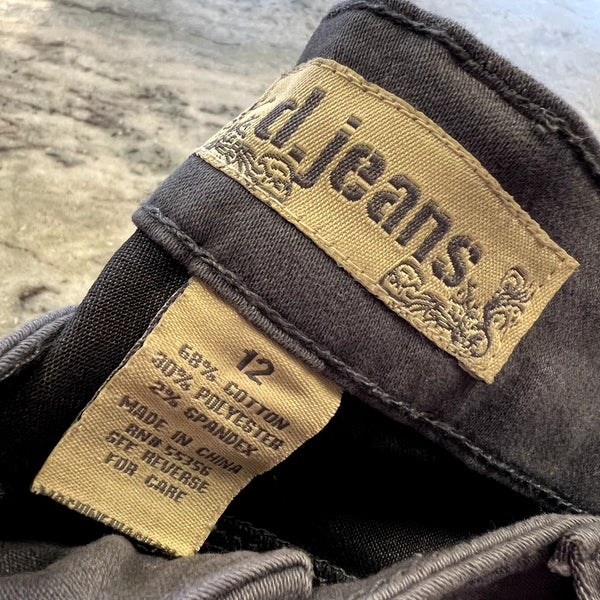 d.jeans
12
68% COTTON
30% POLYESTER
2% SPANDEX
MADE IN CHINA
RN# 55356
SEE REVERSE
FOR CARE